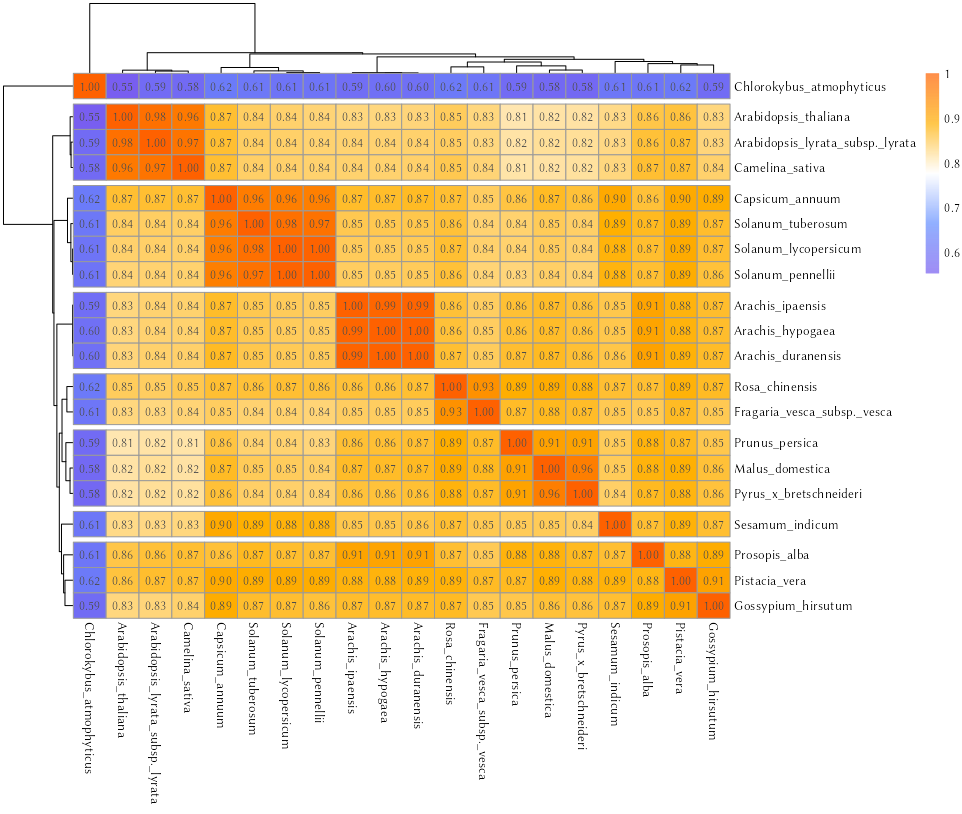 1.00 0.55 0.59 0.58 0.62 0.61 0.61 0.61 0.59 0.60 0.60 0.62 0.61 0.59 0.58 0.58 0.61 0.61 0.62 0.59 Chlorokybus_atmophyticus
0.55 1.00 0.98 0.96 0.87 0.84 0.84 0.84 0.83 0.83 0.83 0.85 0.83 0.81 0.82 0.82 0.83 0.86 0.86 0.83 Arabidopsis_thaliana
0.59 0.98 1.00 0.97 0.87 0.84 0.84 0.84 0.84 0.84 0.84 0.85 0.83 0.82 0.82 0.82 0.83 0.86 0.87 0.83 Arabidopsis_lyrata_subsp._lyrata
0.58 0.96 0.97 1.00 0.87 0.84 0.84 0.84 0.84 0.84 0.84 0.85 0.84 0.81 0.82 0.82 0.83 0.87 0.87 0.84 Camelina_sativa
0.62 0.87 0.87 0.87 1.00 0.96 0.96 0.96 0.87 0.87 0.87 0.87 0.85 0.86 0.87 0.86 0.90 0.86 0.90 0.89 Capsicum_annuum
0.61 0.84 0.84 0.84 0.96 1.00 0.98 0.97 0.85 0.85 0.85 0.86 0.84 0.84 0.85 0.84 0.89 0.87 0.89 0.87 Solanum_tuberosum
0.61 0.84 0.84 0.84 0.96 0.98 1.00 1.00 0.85 0.85 0.85 0.87 0.84 0.84 0.85 0.84 0.88 0.87 0.89 0.87 Solanum_lycopersicum
0.61 0.84 0.84 0.84 0.96 0.97 1.00 1.00 0.85 0.85 0.85 0.86 0.84 0.83 0.84 0.84 0.88 0.87 0.89 0.86 Solanum_pennellii
0.59 0.83 0.84 0.84 0.87 0.85 0.85 0.85 1.00 0.99 0.99 0.86 0.85 0.86 0.87 0.86 0.85 0.91 0.88 0.87 Arachis_ipaensis
0.60 0.83 0.84 0.84 0.87 0.85 0.85 0.85 0.99 1.00 1.00 0.86 0.85 0.86 0.87 0.86 0.85 0.91 0.88 0.87 Arachis_hypogaea
0.60 0.83 0.84 0.84 0.87 0.85 0.85 0.85 0.99 1.00 1.00 0.87 0.85 0.87 0.87 0.86 0.86 0.91 0.89 0.87 Arachis_duranensis
0.62 0.85 0.85 0.85 0.87 0.86 0.87 0.86 0.86 0.86 0.87 1.00 0.93 0.89 0.89 0.88 0.87 0.87 0.89 0.87 Rosa_chinensis
0.61 0.83 0.83 0.84 0.85 0.84 0.84 0.84 0.85 0.85 0.85 0.93 1.00 0.87 0.88 0.87 0.85 0.85 0.87 0.85 Fragaria_vesca_subsp._vesca
0.59 0.81 0.82 0.81 0.86 0.84 0.84 0.83 0.86 0.86 0.87 0.89 0.87 1.00 0.91 0.91 0.85 0.88 0.87 0.85 Prunus_persica
0.58 0.82 0.82 0.82 0.87 0.85 0.85 0.84 0.87 0.87 0.87 0.89 0.88 0.91 1.00 0.96 0.85 0.88 0.89 0.86 Malus_domestica
0.58 0.82 0.82 0.82 0.86 0.84 0.84 0.84 0.86 0.86 0.86 0.88 0.87 0.91 0.96 1.00 0.84 0.87 0.88 0.86 Pyrus_x_bretschneideri
0.61 0.83 0.83 0.83 0.90 0.89 0.88 0.88 0.85 0.85 0.86 0.87 0.85 0.85 0.85 0.84 1.00 0.87 0.89 0.87 Sesamum_indicum
0.61 0.86 0.86 0.87 0.86 0.87 0.87 0.87 0.91 0.91 0.91 0.87 0.85 0.88 0.88 0.87 0.87 1.00 0.88 0.89 Prosopis_alba
0.62 0.86 0.87 0.87 0.90 0.89 0.89 0.89 0.88 0.88 0.89 0.89 0.87 0.87 0.89 0.88 0.89 0.88 1.00 0.91 Pistacia_vera
0.59 0.83 0.83 0.84 0.89 0.87 0.87 0.86 0.87 0.87 0.87 0.87 0.85 0.85 0.86 0.86 0.87 0.89 0.91 1.00 Gossypium_hirsutum
Chlorokybus_atmophyticus
Arabidopsis_thaliana
Arabidopsis_lyrata_subsp._lyrata
Camelina_sativa
Capsicum_annuum
Solanum_tuberosum
Solanum_lycopersicum
Solanum_pennellii
Arachis_ipaensis
Arachis_hypogaea
Arachis_duranensis
Rosa_chinensis
Fragaria_vesca_subsp._vesca
Prunus_persica
Malus_domestica
Pyrus_x_bretschneideri
Sesamum_indicum
Prosopis_alba
Pistacia_vera
Gossypium_hirsutum
1
0.9
0.8
0.7
0.6